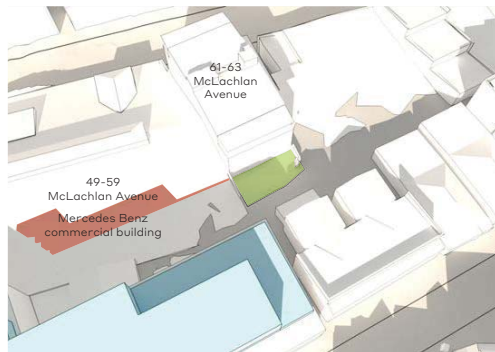 61-63
McLachlan
Avenue
49-59
McLachlan Avenue
Mercedes Benz
commercial building